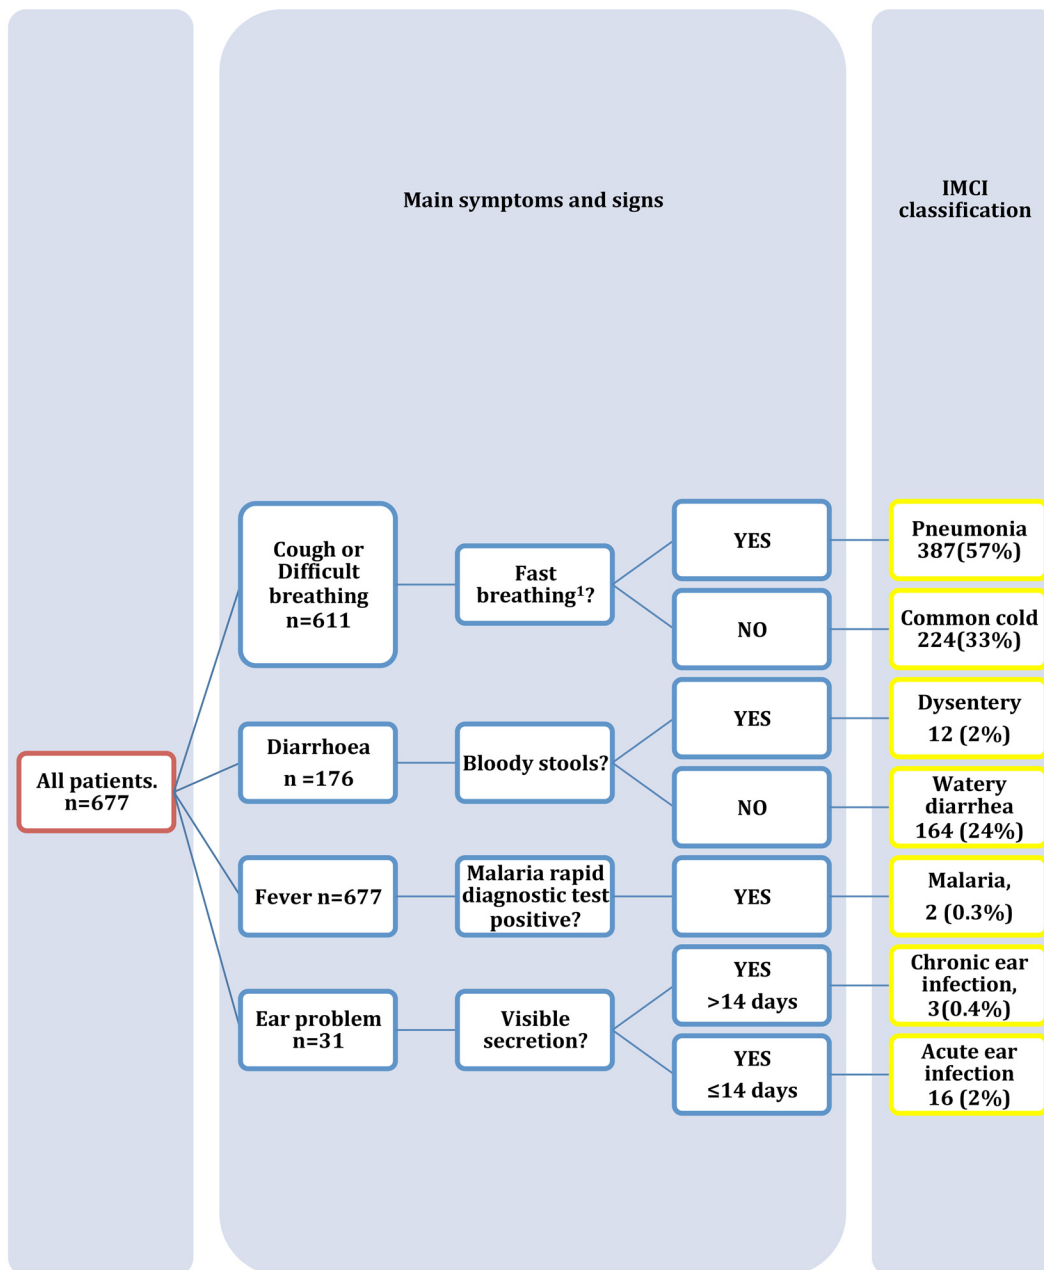 Main symptoms and signs
IMCI
classification
All patients.
n=677
Cough or
Difficult
breathing
n=611
Fast
breathing¹?
YES
Pneumonia
387(57%)
NO
Common cold
224(33%)
Diarrhoea
n =176
Bloody stools?
YES
Dysentery
12 (2%)
NO
Watery
diarrhea
164 (24%)
Fever n=677
Malaria rapid
diagnostic test
positive?
YES
Malaria,
2 (0.3%)
Ear problem
n=31
Visible
secretion?
YES
>14 days
Chronic ear
infection,
3(0.4%)
YES
≤14 days
Acute ear
infection
16 (2%)